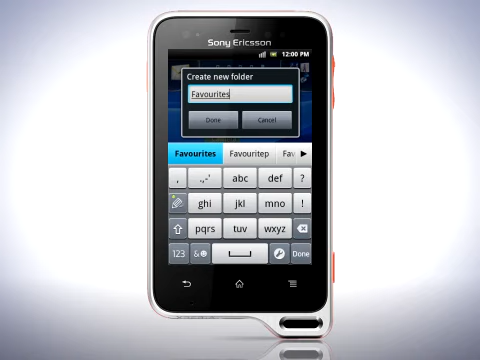 Sony Ericsson
12:00 PM
Create new folder
Favourites
Done Cancel
Favourites Favouritep Fav
, .,-' abc def ?
ghi jkl mno !
pqrs tuv wxyz
123 &☻ Done